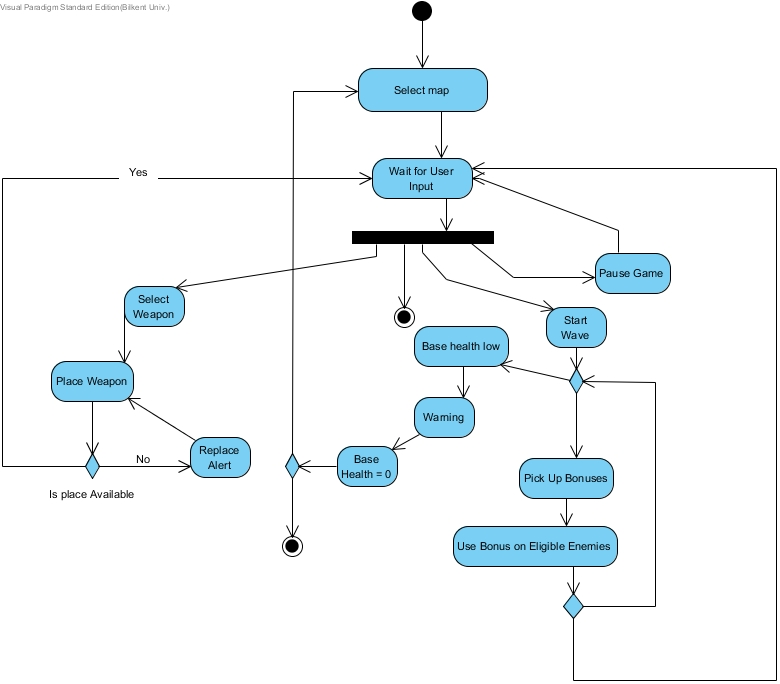 Visual Paradigm Standard Edition(Bilkent Univ.)
Select map
Wait for User
Input
Yes
Pause Game
Select
Weapon
Start
Wave
Base health low
Place Weapon
Warning
Replace
Alert
No
Base
Health = 0
Is place Available
Pick Up Bonuses
Use Bonus on Eligible Enemies